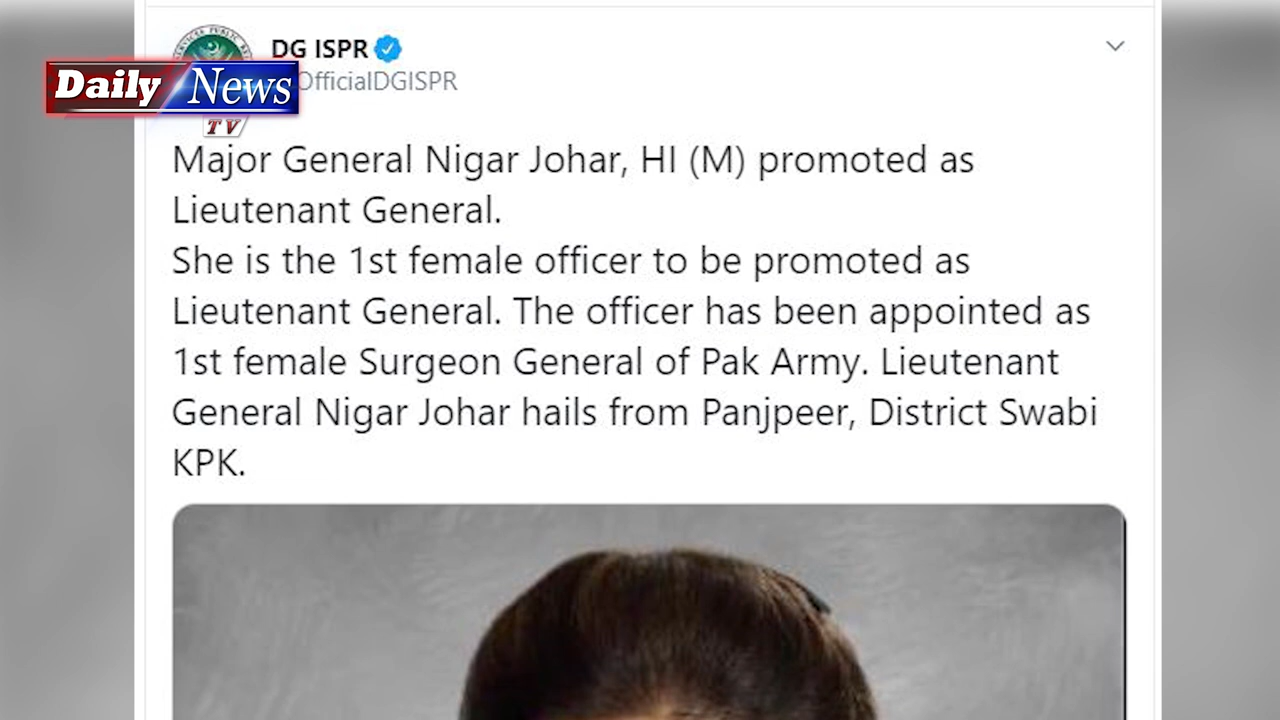 DG ISPR
OfficialDGISPR
Daily News
TV
Major General Nigar Johar, HI (M) promoted as
Lieutenant General.
She is the 1st female officer to be promoted as
Lieutenant General. The officer has been appointed as
1st female Surgeon General of Pak Army. Lieutenant
General Nigar Johar hails from Panjpeer, District Swabi
KPK.